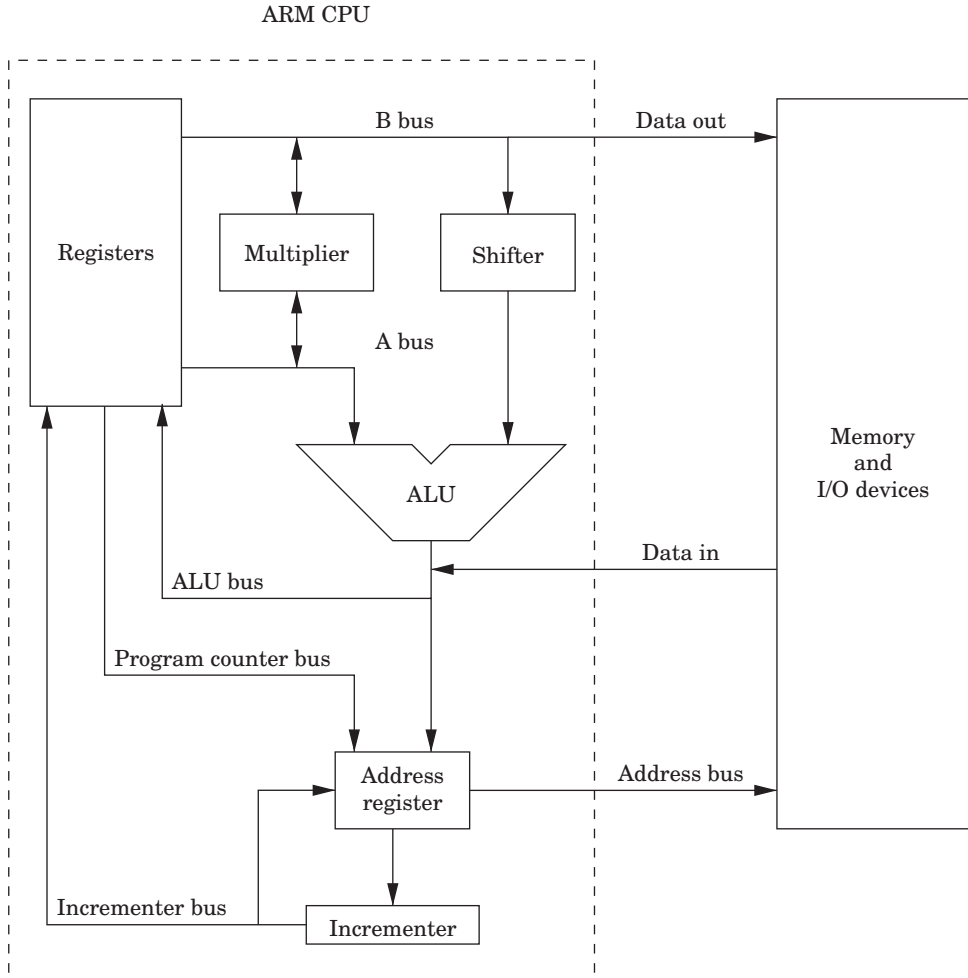 ARM CPU
B bus
Data out
Registers
Multiplier
Shifter
A bus
Memory
and
I/O devices
ALU
Data in
ALU bus
Program counter bus
Address
register
Address bus
Incrementer bus
Incrementer